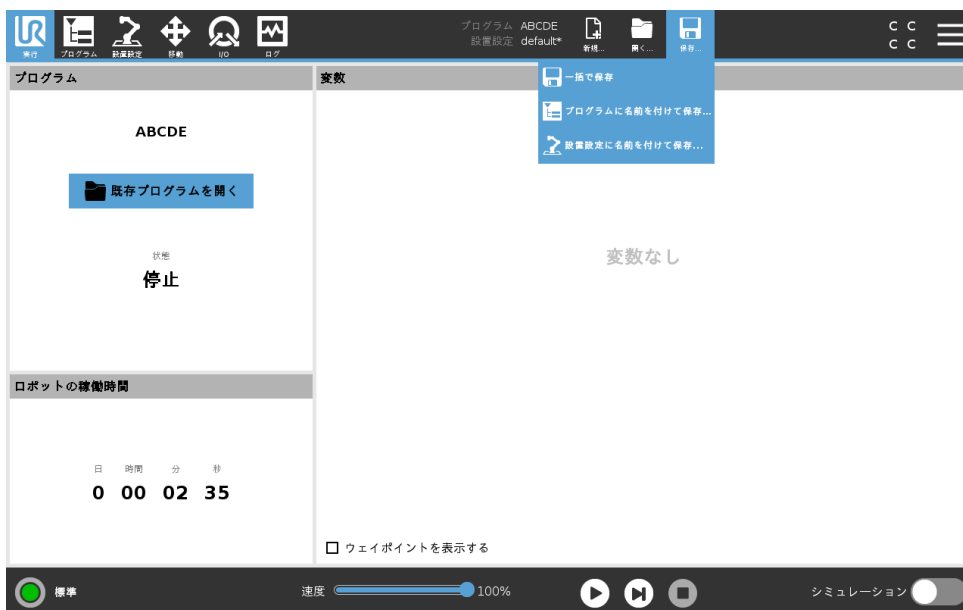 UR
実行
プログラム
設置設定
移動
I/O
ログ
プログラム ABCDE
設置設定 default*
新規...
開く...
保存...
C C
C C
一括で保存
プログラムに名前を付けて保存...
設置設定に名前を付けて保存...
プログラム
変数
ABCDE
既存プログラムを開く
状態
停止
変数なし
ロボットの稼働時間
日 時間 分 秒
0 00 02 35
ウェイポイントを表示する
標準
速度 100%
シミュレーション